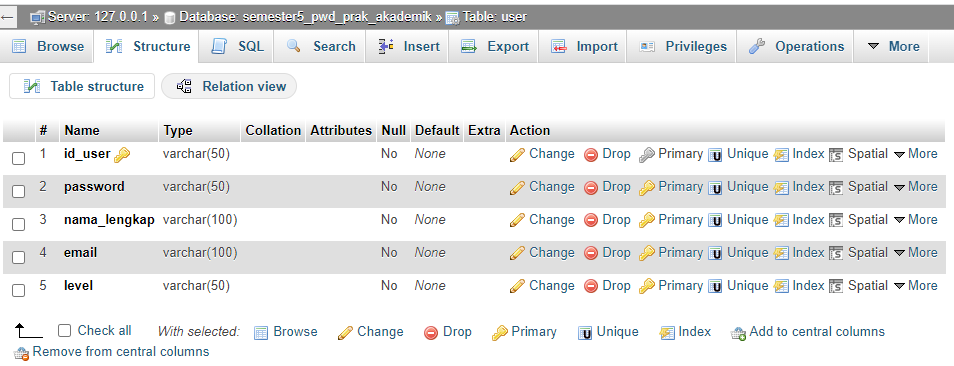 Server: 127.0.0.1 » Database: semester5_pwd_prak_akademik » Table: user
Browse Structure SQL Search Insert Export Import Privileges Operations More
Table structure Relation view
# Name Type Collation Attributes Null Default Extra Action
1 id_user varchar(50) No None Change Drop Primary Unique Index Spatial More
2 password varchar(50) No None Change Drop Primary Unique Index Spatial More
3 nama_lengkap varchar(100) No None Change Drop Primary Unique Index Spatial More
4 email varchar(100) No None Change Drop Primary Unique Index Spatial More
5 level varchar(50) No None Change Drop Primary Unique Index Spatial More
Check all With selected: Browse Change Drop Primary Unique Index Add to central columns
Remove from central columns